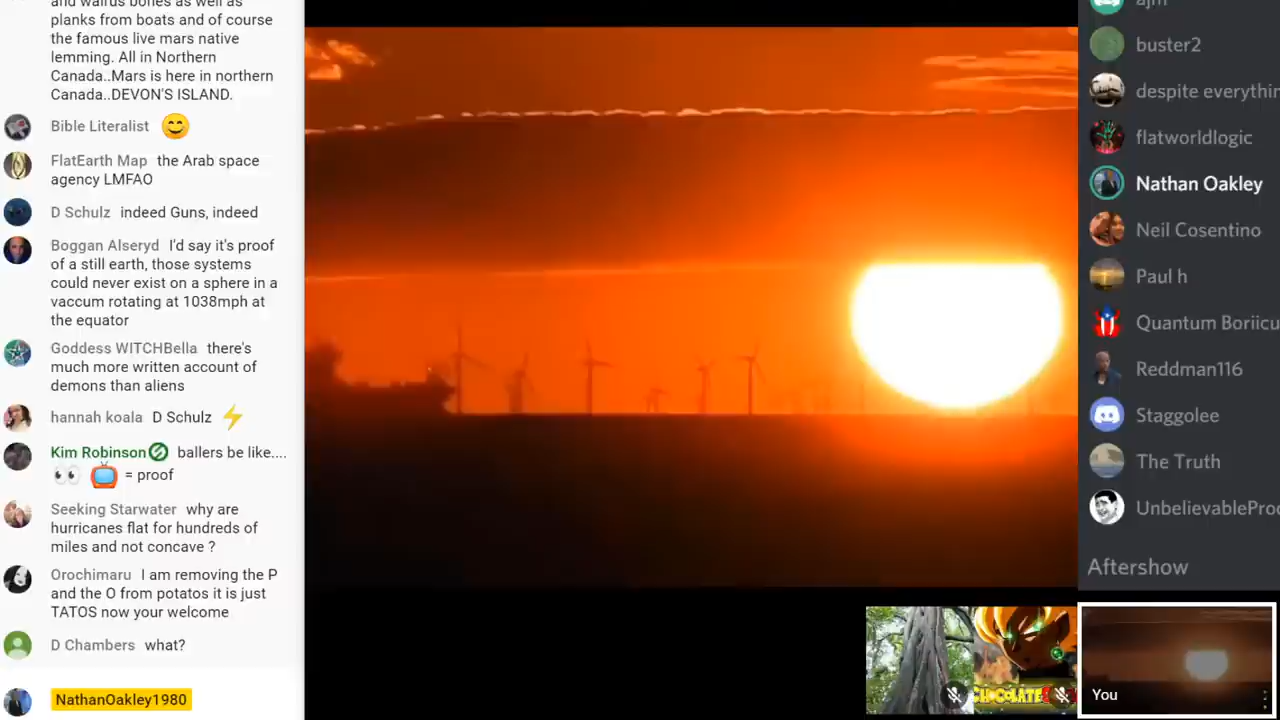 and walrus bones as well as
planks from boats and of course
the famous live mars native
lemming. All in Northern
Canada..Mars is here in northern
Canada..DEVON'S ISLAND.
Bible Literalist
FlatEarth Map the Arab space
agency LMFAO
D Schulz indeed Guns, indeed
Boggan Alseryd I'd say it's proof
of a still earth, those systems
could never exist on a sphere in a
vaccum rotating at 1038mph at
the equator
Goddess WITCHBella there's
much more written account of
demons than aliens
hannah koala D Schulz
Kim Robinson ballers be like....
= proof
Seeking Starwater why are
hurricanes flat for hundreds of
miles and not concave ?
Orochimaru I am removing the P
and the O from potatos it is just
TATOS now your welcome
D Chambers what?
NathanOakley1980
ajm
buster2
despite everythin
flatworldlogic
Nathan Oakley
Neil Cosentino
Paul h
Quantum Boriicu
Reddman116
Staggolee
The Truth
UnbelievablePro
Aftershow
CHOCOLATE
You